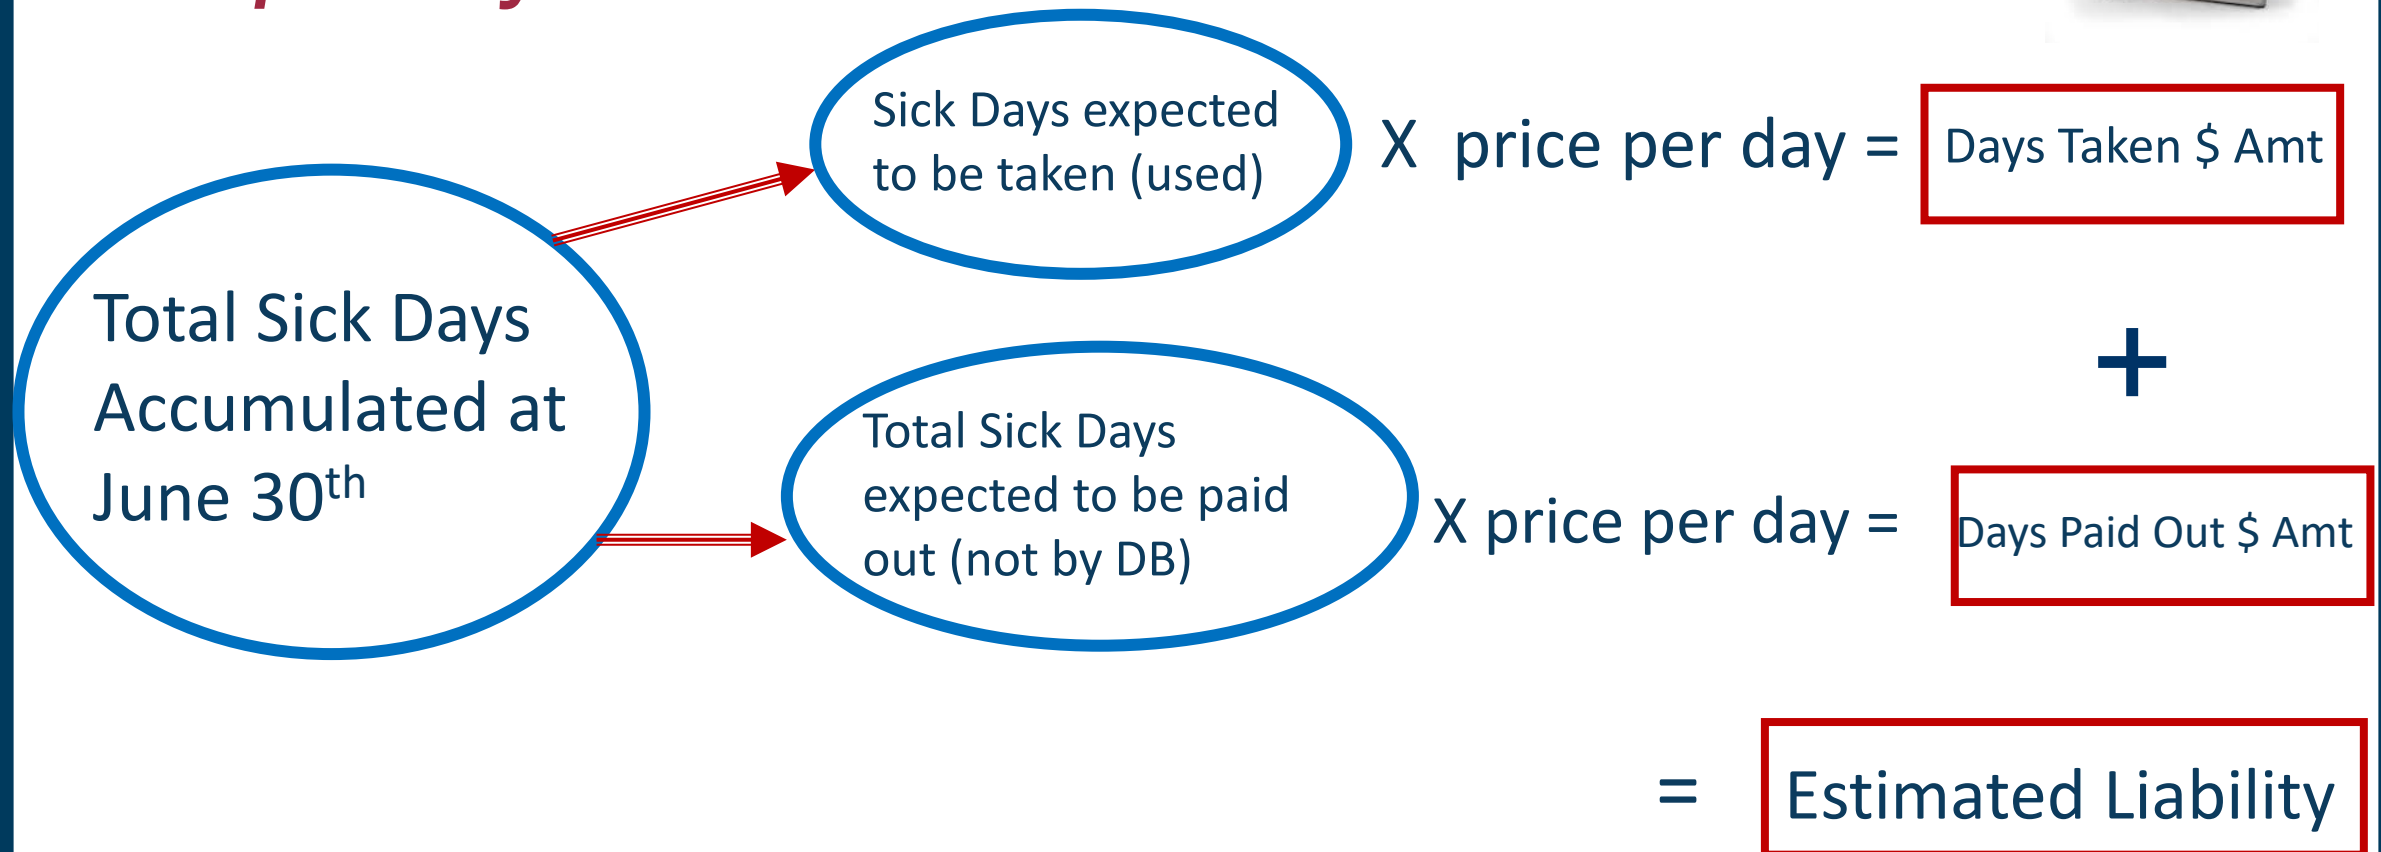 Sick Days expected
to be taken (used)
X price per day =
Days Taken $ Amt
Total Sick Days
Accumulated at
June 30th
+
Total Sick Days
expected to be paid
out (not by DB)
X price per day =
Days Paid Out $ Amt
=
Estimated Liability